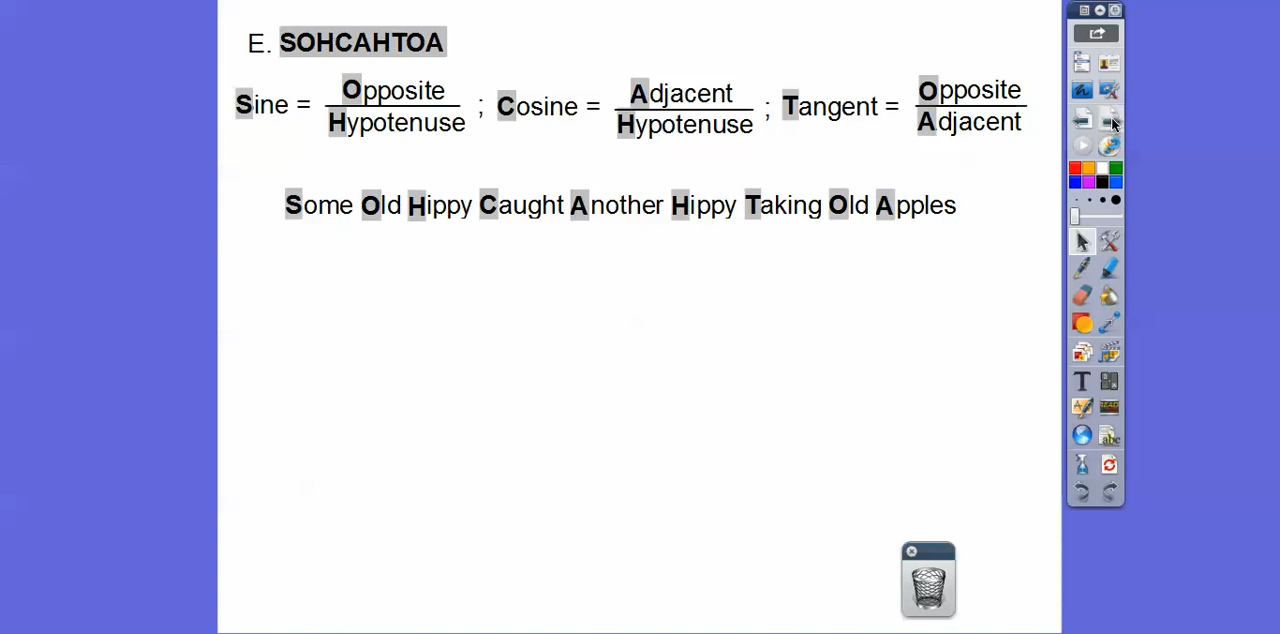 E. SOHCAHTOA
Sine = Opposite / Hypotenuse ; Cosine = Adjacent / Hypotenuse ; Tangent = Opposite / Adjacent
Some Old Hippy Caught Another Hippy Taking Old Apples